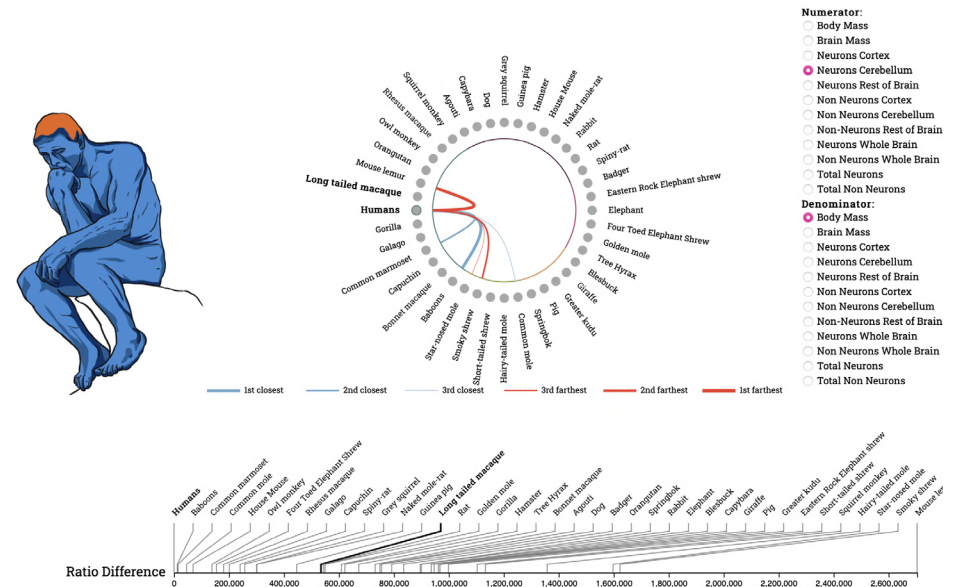 Numerator:
Body Mass
Brain Mass
Neurons Cortex
Neurons Cerebellum
Neurons Rest of Brain
Non Neurons Cortex
Non Neurons Cerebellum
Non-Neurons Rest of Brain
Neurons Whole Brain
Non Neurons Whole Brain
Total Neurons
Total Non Neurons
Denominator:
Body Mass
Brain Mass
Neurons Cortex
Neurons Cerebellum
Neurons Rest of Brain
Non Neurons Cortex
Non Neurons Cerebellum
Non-Neurons Rest of Brain
Neurons Whole Brain
Non Neurons Whole Brain
Total Neurons
Total Non Neurons
Humans
Long tailed macaque
Mouse lemur
Orangutan
Owl monkey
Rhesus macaque
Squirrel monkey
Agouti
Capybara
Dog
Grey squirrel
Guinea pig
Hamster
House Mouse
Naked mole-rat
Rabbit
Rat
Spiny-rat
Badger
Eastern Rock Elephant shrew
Elephant
Four Toed Elephant Shrew
Golden mole
Tree Hyrax
Blesbuck
Giraffe
Greater kudu
Pig
Springbok
Common mole
Hairy-tailed mole
Short-tailed shrew
Smoky shrew
Star-nosed mole
Baboons
Bonnet macaque
Capuchin
Common marmoset
Galago
Gorilla
1st closest
2nd closest
3rd closest
3rd farthest
2nd farthest
1st farthest
Humans
Baboons
Common marmoset
Common mole
House Mouse
Owl monkey
Four Toed Elephant Shrew
Rhesus macaque
Galago
Capuchin
Spiny-rat
Grey squirrel
Naked mole-rat
Guinea pig
Long tailed macaque
Rat
Golden mole
Gorilla
Hamster
Tree Hyrax
Bonnet macaque
Agouti
Dog
Badger
Orangutan
Springbok
Rabbit
Elephant
Blesbuck
Capybara
Giraffe
Pig
Greater kudu
Eastern Rock Elephant shrew
Short-tailed shrew
Squirrel monkey
Hairy-tailed mole
Star-nosed mole
Smoky shrew
Mouse le
Ratio Difference
0 200,000 400,000 600,000 800,000 1,000,000 1,200,000 1,400,000 1,600,000 1,800,000 2,000,000 2,200,000 2,400,000 2,600,000